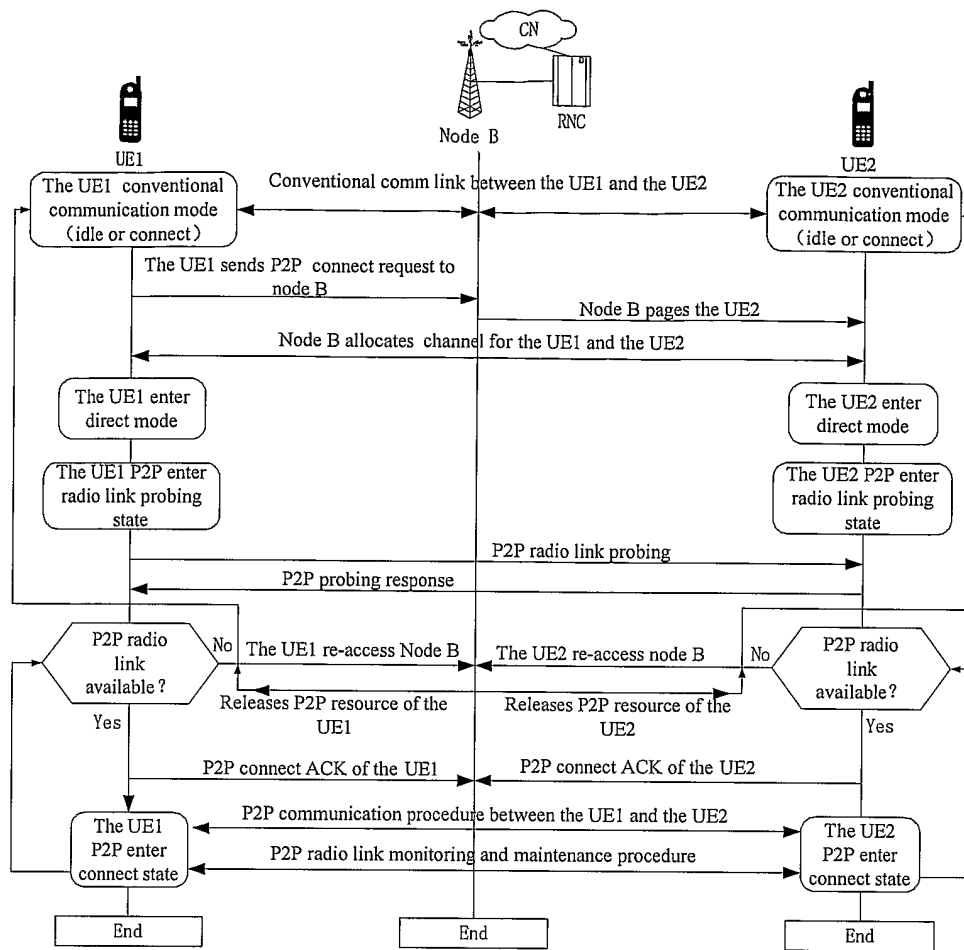 CN
RNC
Node B
UE1
UE2
The UE1 conventional
communication mode
(idle or connect)
Conventional comm link between the UE1 and the UE2
The UE2 conventional
communication mode
(idle or connect)
The UE1 sends P2P connect request to
node B
Node B pages the UE2
Node B allocates channel for the UE1 and the UE2
The UE1 enter
direct mode
The UE2 enter
direct mode
The UE1 P2P enter
radio link probing
state
The UE2 P2P enter
radio link probing
state
P2P radio link probing
P2P probing response
P2P radio
link
available?
No
The UE1 re-access Node B
The UE2 re-access node B
No
P2P radio
link
available?
Releases P2P resource of the
UE1
Releases P2P resource of the
UE2
Yes
Yes
P2P connect ACK of the UE1
P2P connect ACK of the UE2
The UE1
P2P enter
connect state
P2P communication procedure between the UE1 and the UE2
P2P radio link monitoring and maintenance procedure
The UE2
P2P enter
connect state
End
End
End